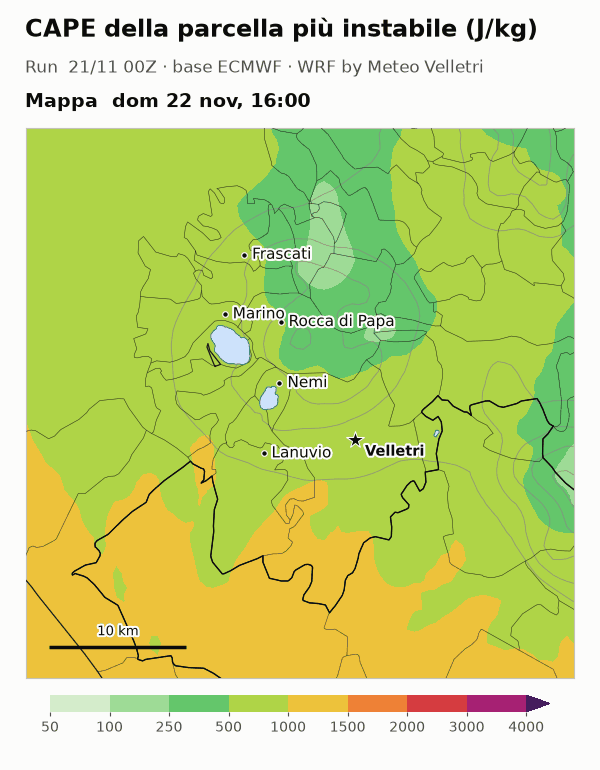 CAPE della parcella più instabile (J/kg)
Run  21/11 00Z · base ECMWF · WRF by Meteo Velletri
Mappa  dom 22 nov, 16:00
Frascati
Marino
Rocca di Papa
Nemi
Velletri
Lanuvio
10 km
50 100 250 500 1000 1500 2000 3000 4000